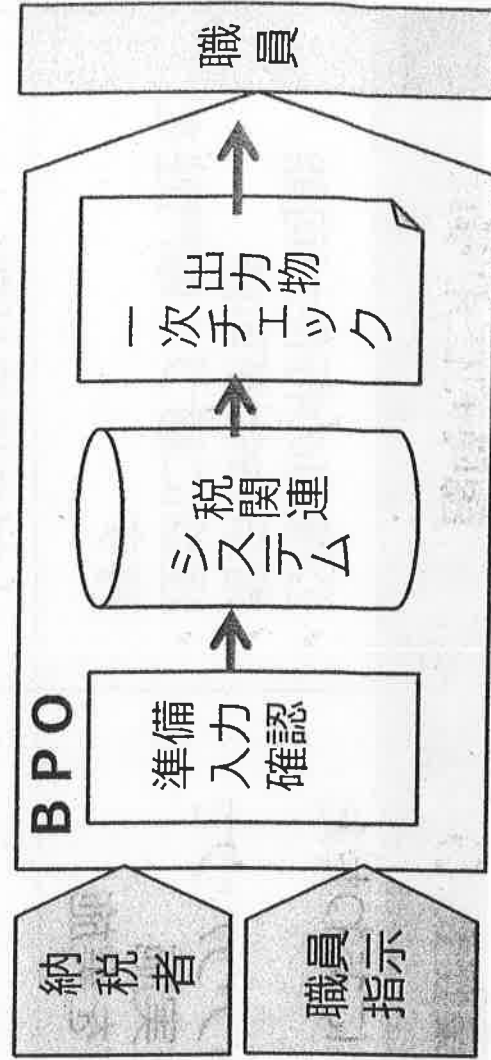 納税者
職員
指示
BPO
準備
入力
確認
税関連
システム
出力物
一次チェック
職員